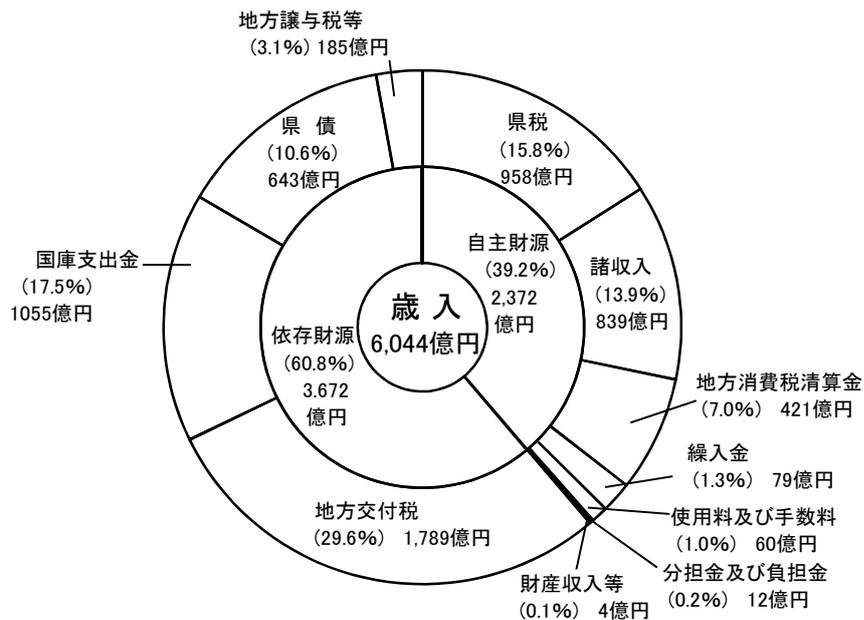 地方譲与税等
(3.1%) 185億円
県 債
(10.6%)
643億円
県税
(15.8%)
958億円
国庫支出金
(17.5%)
1055億円
自主財源
(39.2%)
2,372
億円
諸収入
(13.9%)
839億円
歳 入
6,044億円
依存財源
(60.8%)
3.672
億円
地方消費税清算金
(7.0%) 421億円
繰入金
(1.3%) 79億円
使用料及び手数料
(1.0%) 60億円
分担金及び負担金
(0.2%) 12億円
財産収入等
(0.1%) 4億円
地方交付税
(29.6%) 1,789億円